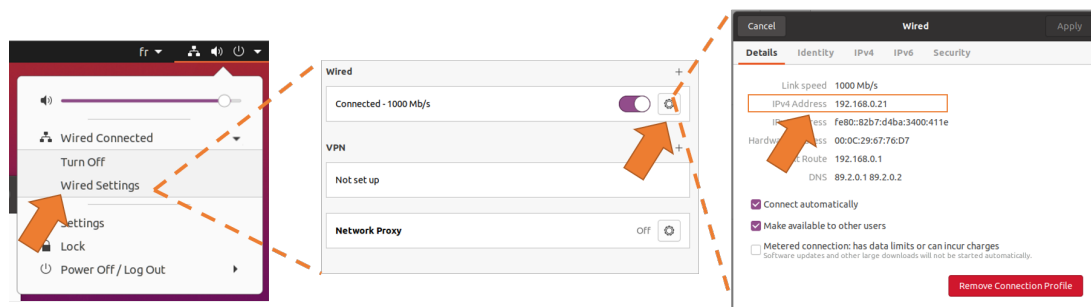 fr
Wired Connected
Turn Off
Wired Settings
Settings
Lock
Power Off / Log Out
Wired
+
Connected - 1000 Mb/s
VPN
+
Not set up
Network Proxy
Off
Cancel
Wired
Apply
Details Identity IPv4 IPv6 Security
Link speed 1000 Mb/s
IPv4 Address 192.168.0.21
fe80::82b7:d4ba:3400:411e
00:0C:29:67:76:D7
Route 192.168.0.1
DNS 89.2.0.1 89.2.0.2
Connect automatically
Make available to other users
Metered connection: has data limits or can incur charges
Software updates and other large downloads will not be started automatically.
Remove Connection Profile